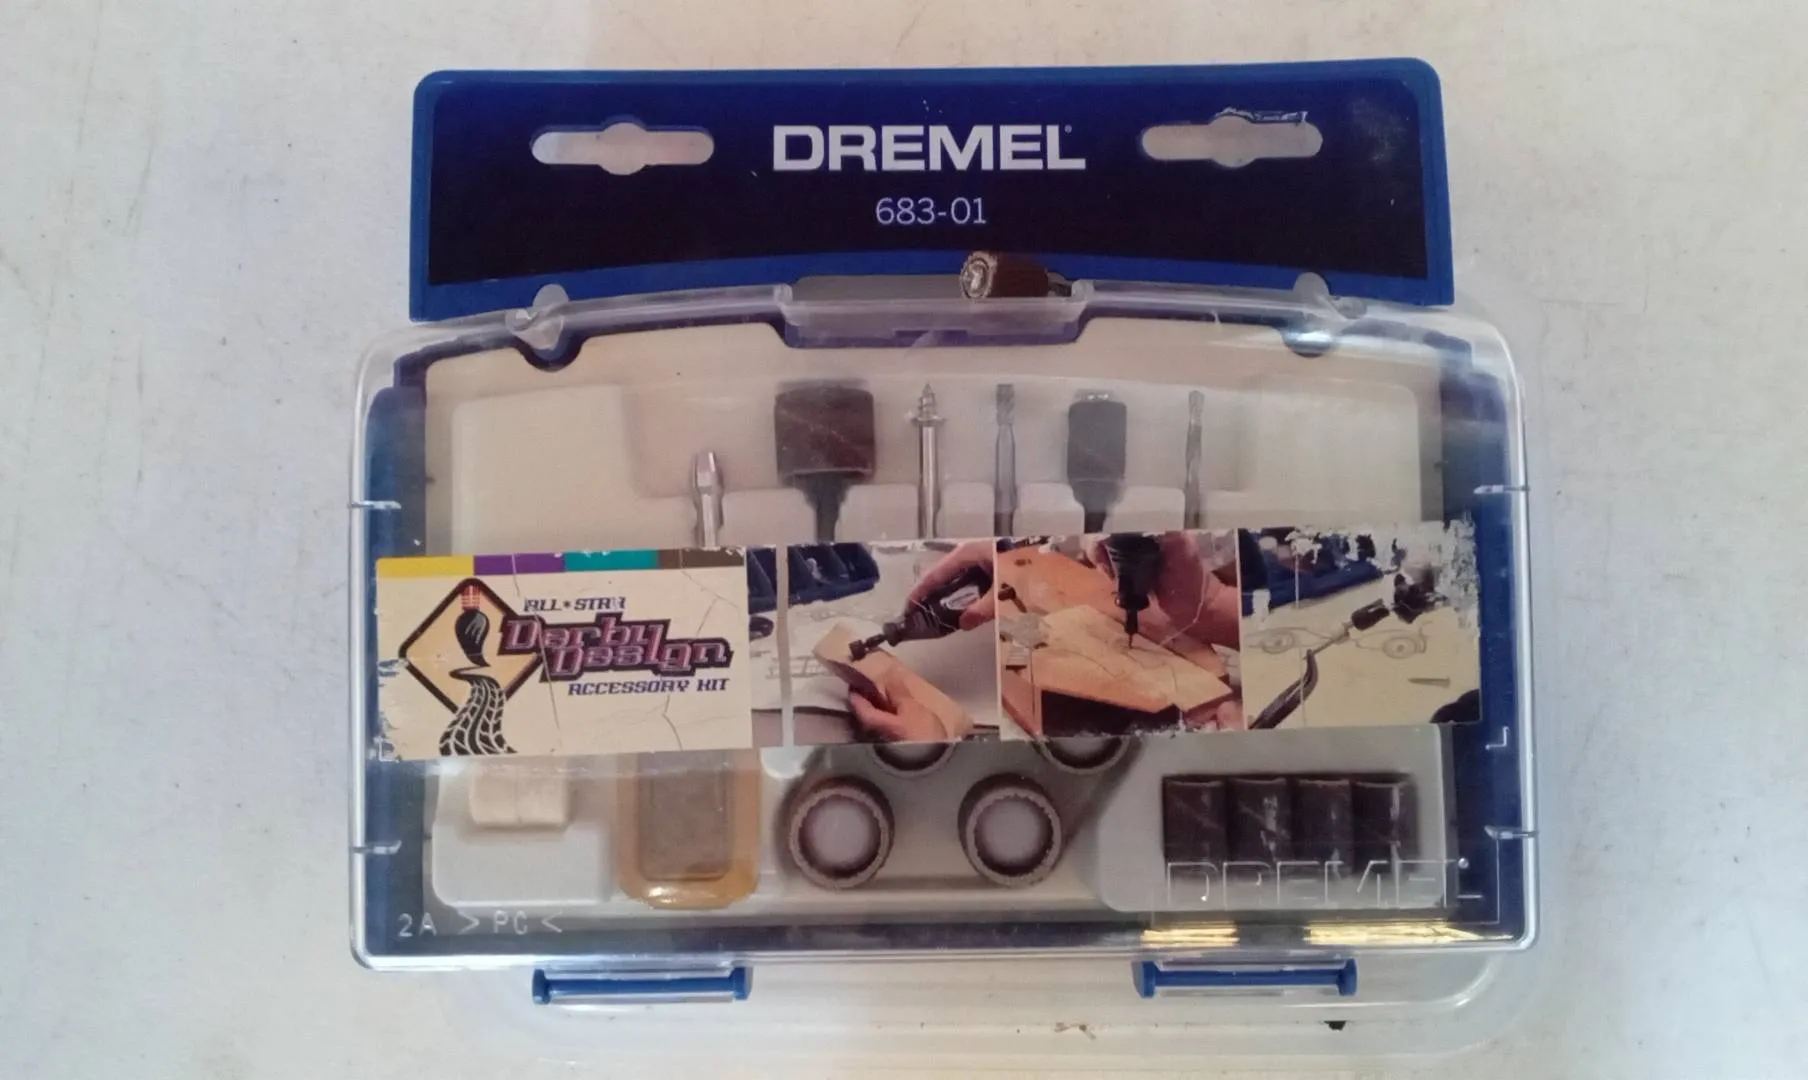 DREMEL®
683-01
ALL★STAR
Derby
Design
ACCESSORY KIT
DREMEL
2A >PC<